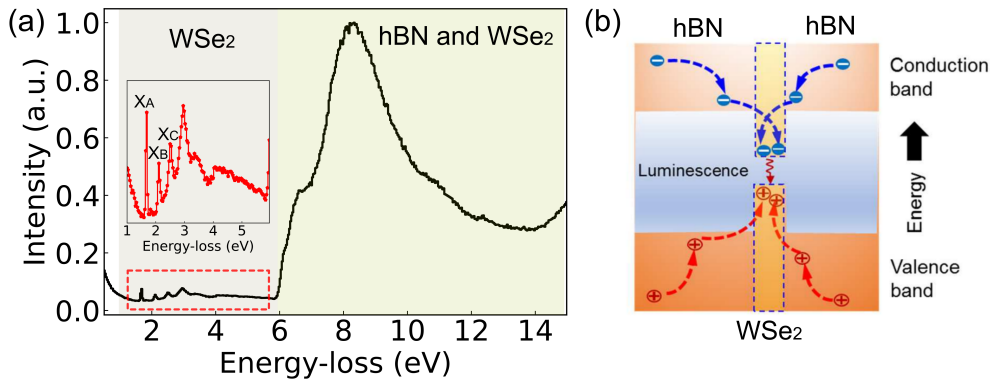 (a)
WSe2
hBN and WSe2
Intensity (a.u.)
1.0
0.8
0.6
0.4
0.2
0.0
XA
XB
XC
1 2 3 4 5
Energy-loss (eV)
2 4 6 8 10 12 14
Energy-loss (eV)
(b)
hBN hBN
Conduction
band
Luminescence
Energy
Valence
band
WSe2